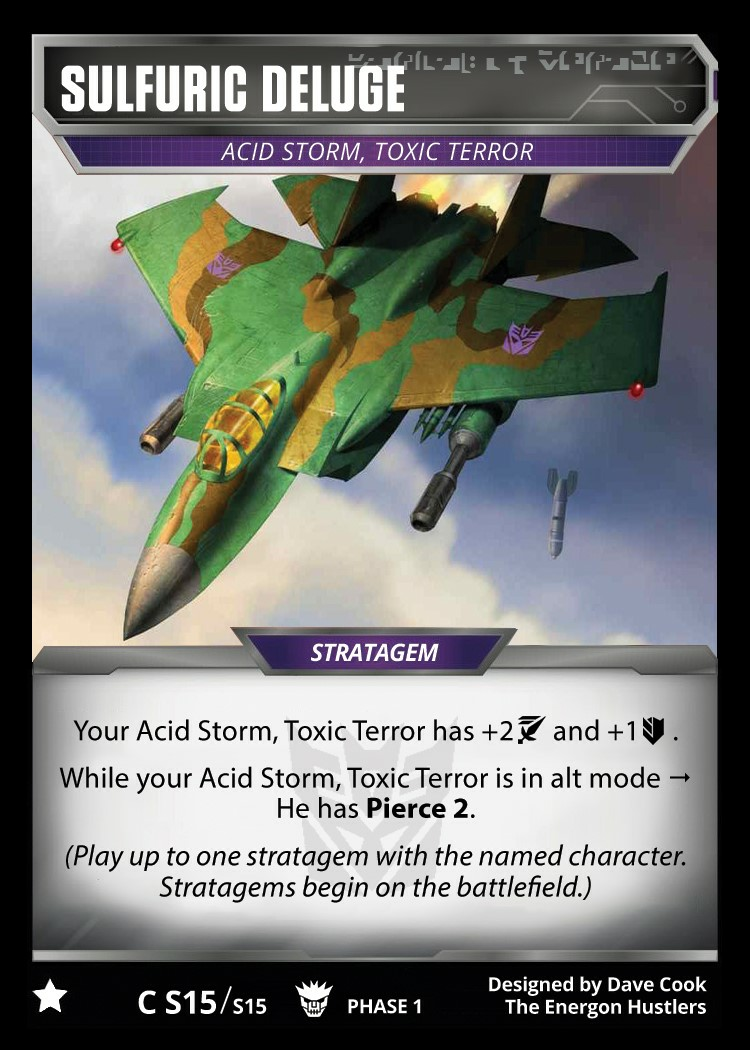 SULFURIC DELUGE
ACID STORM, TOXIC TERROR
STRATAGEM
Your Acid Storm, Toxic Terror has +2 and +1 .
While your Acid Storm, Toxic Terror is in alt mode →
He has Pierce 2.
(Play up to one stratagem with the named character.
Stratagems begin on the battlefield.)
C S15/S15
PHASE 1
Designed by Dave Cook
The Energon Hustlers